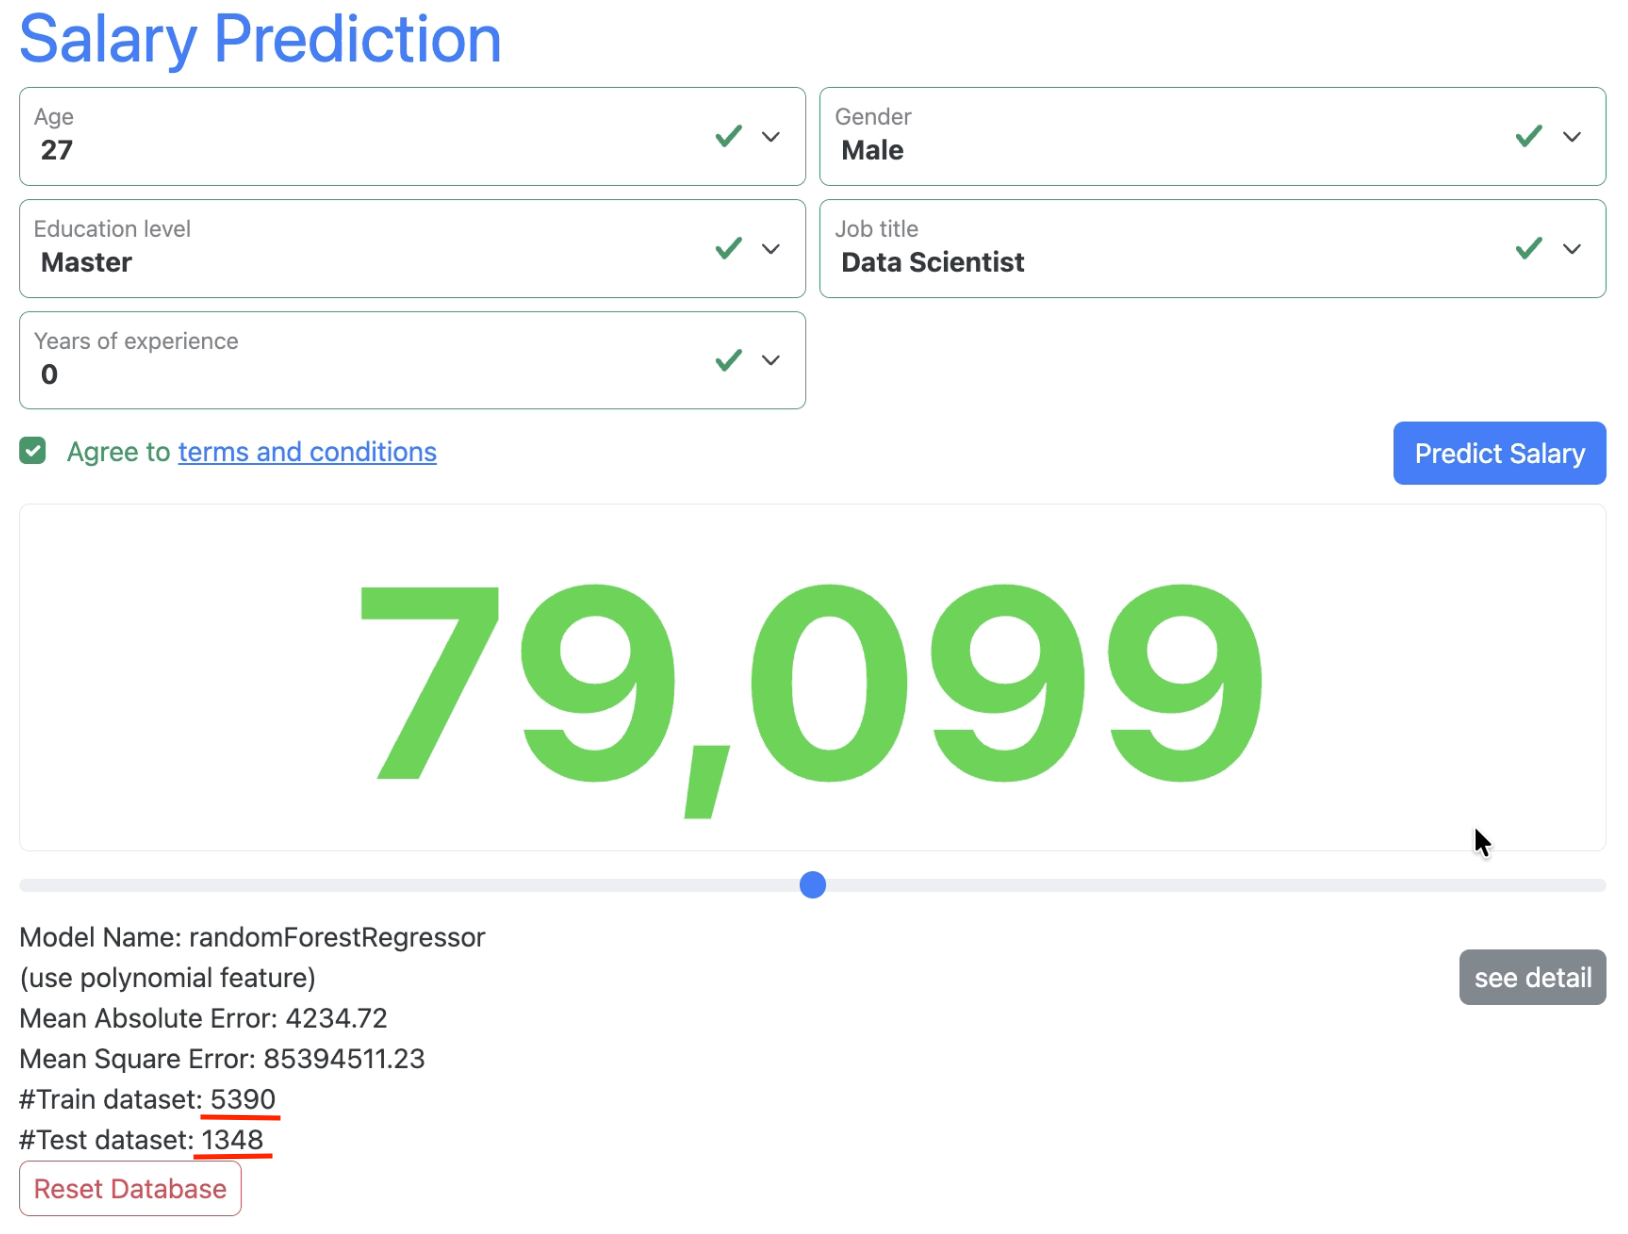 Salary Prediction
Age
27
Gender
Male
Education level
Master
Job title
Data Scientist
Years of experience
0
Agree to terms and conditions
Predict Salary
79,099
Model Name: randomForestRegressor
(use polynomial feature)
see detail
Mean Absolute Error: 4234.72
Mean Square Error: 85394511.23
#Train dataset: 5390
#Test dataset: 1348
Reset Database